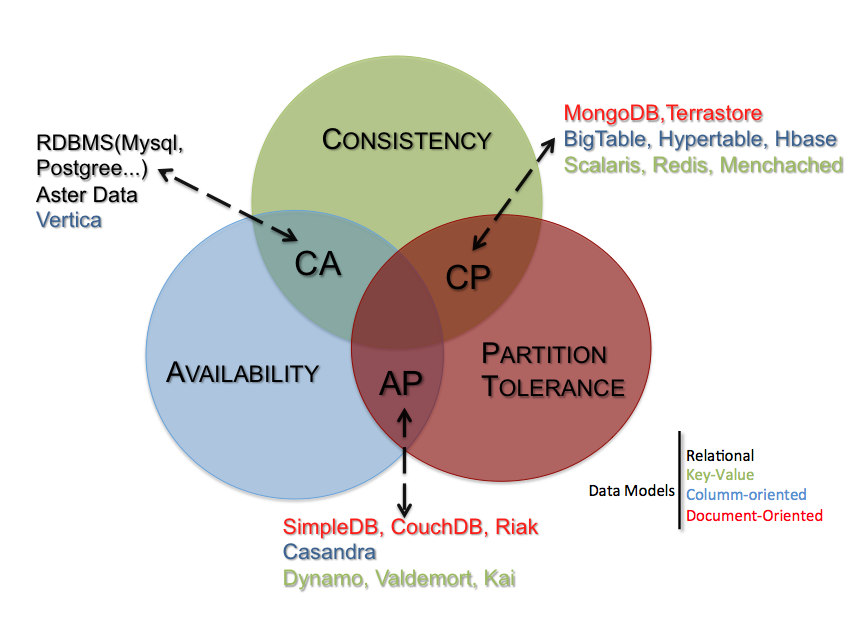 CONSISTENCY
RDBMS(Mysql,
Postgree...)
Aster Data
Vertica
MongoDB,Terrastore
BigTable, Hypertable, Hbase
Scalaris, Redis, Menchached
CA
CP
AVAILABILITY
PARTITION
TOLERANCE
AP
SimpleDB, CouchDB, Riak
Casandra
Dynamo, Valdemort, Kai
Data Models
Relational
Key-Value
Columm-oriented
Document-Oriented